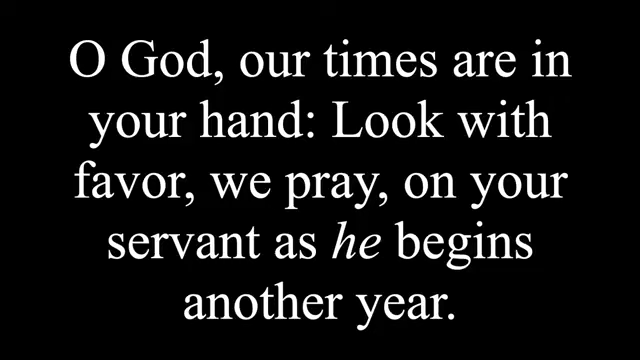 O God, our times are in
your hand: Look with
favor, we pray, on your
servant as he begins
another year.